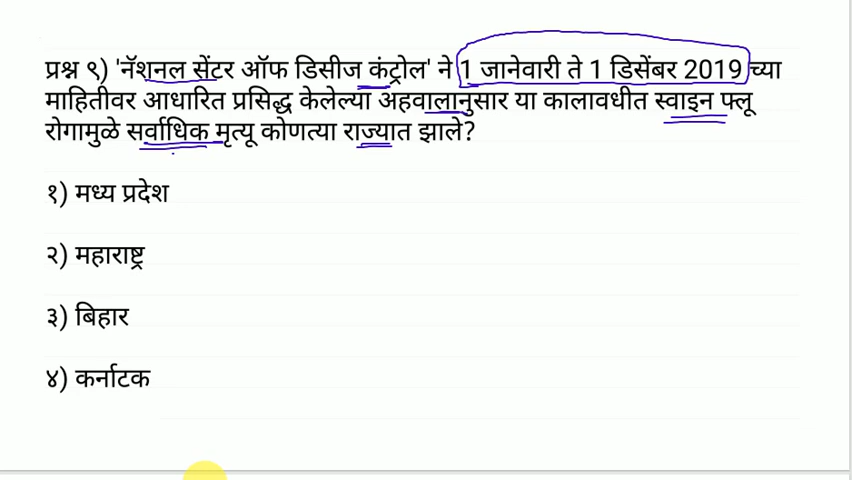 प्रश्न ९) 'नॅशनल सेंटर ऑफ डिसीज कंट्रोल' ने 1 जानेवारी ते 1 डिसेंबर 2019 च्या
माहितीवर आधारित प्रसिद्ध केलेल्या अहवालानुसार या कालावधीत स्वाइन फ्लू
रोगामुळे सर्वाधिक मृत्यू कोणत्या राज्यात झाले?
१) मध्य प्रदेश
२) महाराष्ट्र
३) बिहार
४) कर्नाटक